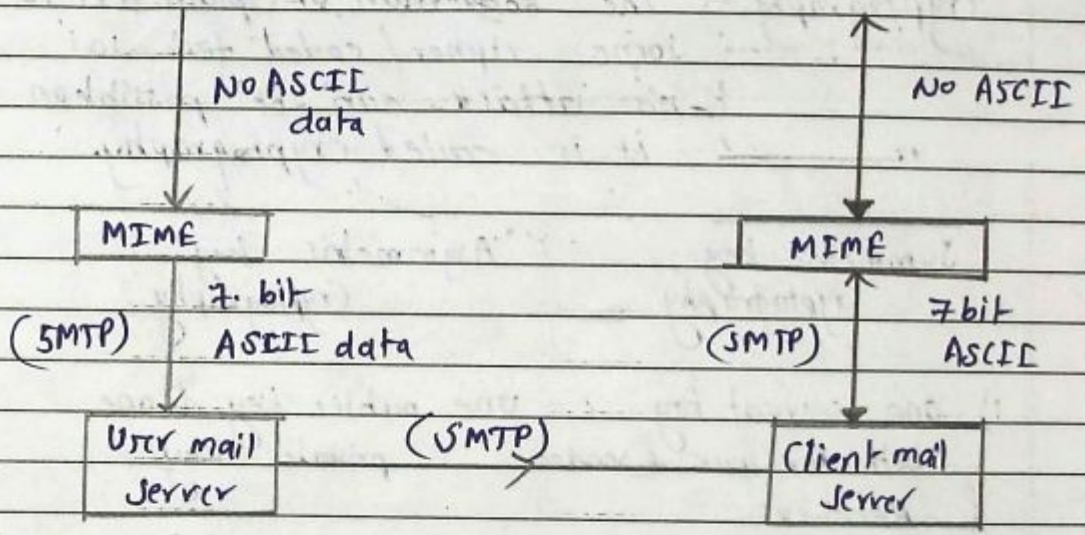 NO ASCII
data
MIME
7. bit
(SMTP)
ASCII data
User mail
server
(SMTP)
NO ASCII
MIME
7 bit
(SMTP)
ASCII
Client mail
server